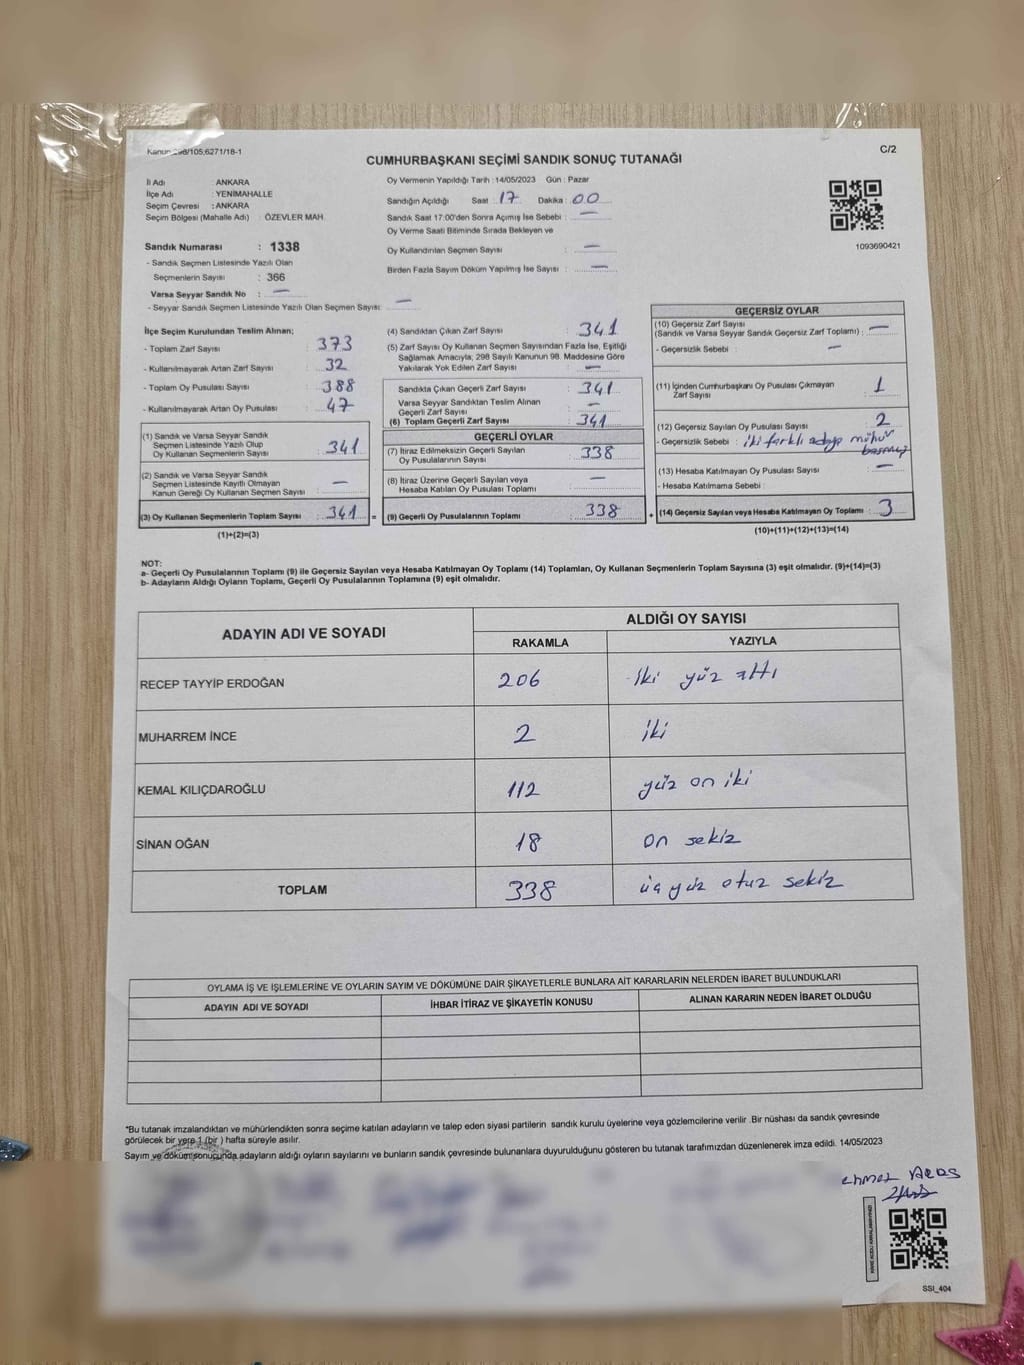 Kanun 298/105;6271/18-1
CUMHURBAŞKANI SEÇİMİ SANDIK SONUÇ TUTANAĞI
C/2
İl Adı : ANKARA
İlçe Adı : YENİMAHALLE
Seçim Çevresi : ANKARA
Seçim Bölgesi (Mahalle Adı) : ÖZEVLER MAH.
Sandık Numarası : 1338
- Sandık Seçmen Listesinde Yazılı Olan
Seçmenlerin Sayısı : 366
Varsa Seyyar Sandık No : —
- Seyyar Sandık Seçmen Listesinde Yazılı Olan Seçmen Sayısı: —
Oy Vermenin Yapıldığı Tarih :14/05/2023 Gün : Pazar
Sandığın Açıldığı Saat : 17 Dakika : 00
Sandık Saat 17:00'den Sonra Açımış İse Sebebi : —
Oy Verme Saati Bitiminde Sırada Bekleyen ve
Oy Kullandırılan Seçmen Sayısı : —
Birden Fazla Sayım Döküm Yapılmış İse Sayısı : —
1093690421
İlçe Seçim Kurulundan Teslim Alınan;
- Toplam Zarf Sayısı : 373
- Kullanılmayarak Artan Zarf Sayısı : 32
- Toplam Oy Pusulası Sayısı : 388
- Kullanılmayarak Artan Oy Pusulası : 47
(1) Sandık ve Varsa Seyyar Sandık
Seçmen Listesinde Yazılı Olup
Oy Kullanan Seçmenlerin Sayısı : 341
(2) Sandık ve Varsa Seyyar Sandık
Seçmen Listesinde Kayıtlı Olmayan
Kanun Gereği Oy Kullanan Seçmen Sayısı : —
(3) Oy Kullanan Seçmenlerin Toplam Sayısı : 341 =
(1)+(2)=(3)
(4) Sandıktan Çıkan Zarf Sayısı : 341
(5) Zarf Sayısı Oy Kullanan Seçmen Sayısından Fazla İse, Eşitliği
Sağlamak Amacıyla; 298 Sayılı Kanunun 98. Maddesine Göre
Yakılarak Yok Edilen Zarf Sayısı : —
Sandıkta Çıkan Geçerli Zarf Sayısı : 341
Varsa Seyyar Sandıktan Teslim Alınan
Geçerli Zarf Sayısı : —
(6) Toplam Geçerli Zarf Sayısı : 341
GEÇERLİ OYLAR
(7) İtiraz Edilmeksizin Geçerli Sayılan
Oy Pusulalarının Sayısı : 338
(8) İtiraz Üzerine Geçerli Sayılan veya
Hesaba Katılan Oy Pusulası Toplamı : —
(9) Geçerli Oy Pusulalarının Toplamı : 338 +
GEÇERSİZ OYLAR
(10) Geçersiz Zarf Sayısı
(Sandık ve Varsa Seyyar Sandık Geçersiz Zarf Toplamı) : —
- Geçersizlik Sebebi : —
(11) İçinden Cumhurbaşkanı Oy Pusulası Çıkmayan
Zarf Sayısı : 1
(12) Geçersiz Sayılan Oy Pusulası Sayısı : 2
- Geçersizlik Sebebi : iki farklı adaya mühür
basmış
(13) Hesaba Katılmayan Oy Pusulası Sayısı : —
- Hesaba Katılmama Sebebi :
(14) Geçersiz Sayılan veya Hesaba Katılmayan Oy Toplamı : 3
(10)+(11)+(12)+(13)=(14)
NOT:
a- Geçerli Oy Pusulalarının Toplamı (9) ile Geçersiz Sayılan veya Hesaba Katılmayan Oy Toplamı (14) Toplamları, Oy Kullanan Seçmenlerin Toplam Sayısına (3) eşit olmalıdır. (9)+(14)=(3)
b- Adayların Aldığı Oyların Toplamı, Geçerli Oy Pusulalarının Toplamına (9) eşit olmalıdır.
ADAYIN ADI VE SOYADI
ALDIĞI OY SAYISI
RAKAMLA YAZIYLA
RECEP TAYYİP ERDOĞAN 206 iki yüz altı
MUHARREM İNCE 2 iki
KEMAL KILIÇDAROĞLU 112 yüz on iki
SİNAN OĞAN 18 on sekiz
TOPLAM 338 üç yüz otuz sekiz
OYLAMA İŞ VE İŞLEMLERİNE VE OYLARIN SAYIM VE DÖKÜMÜNE DAİR ŞİKAYETLERLE BUNLARA AİT KARARLARIN NELERDEN İBARET BULUNDUKLARI
ADAYIN ADI VE SOYADI İHBAR İTİRAZ VE ŞİKAYETİN KONUSU ALINAN KARARIN NEDEN İBARET OLDUĞU
*Bu tutanak imzalandıktan ve mühürlendikten sonra seçime katılan adayların ve talep eden siyasi partilerin sandık kurulu üyelerine veya gözlemcilerine verilir .Bir nüshası da sandık çevresinde
görülecek bir yere 1 (bir ) hafta süreyle asılır.
Sayım ve döküm sonucunda adayların aldığı oyların sayılarını ve bunların sandık çevresinde bulunanlara duyurulduğunu gösteren bu tutanak tarafımızdan düzenlenerek imza edildi. 14/05/2023
SSI_404